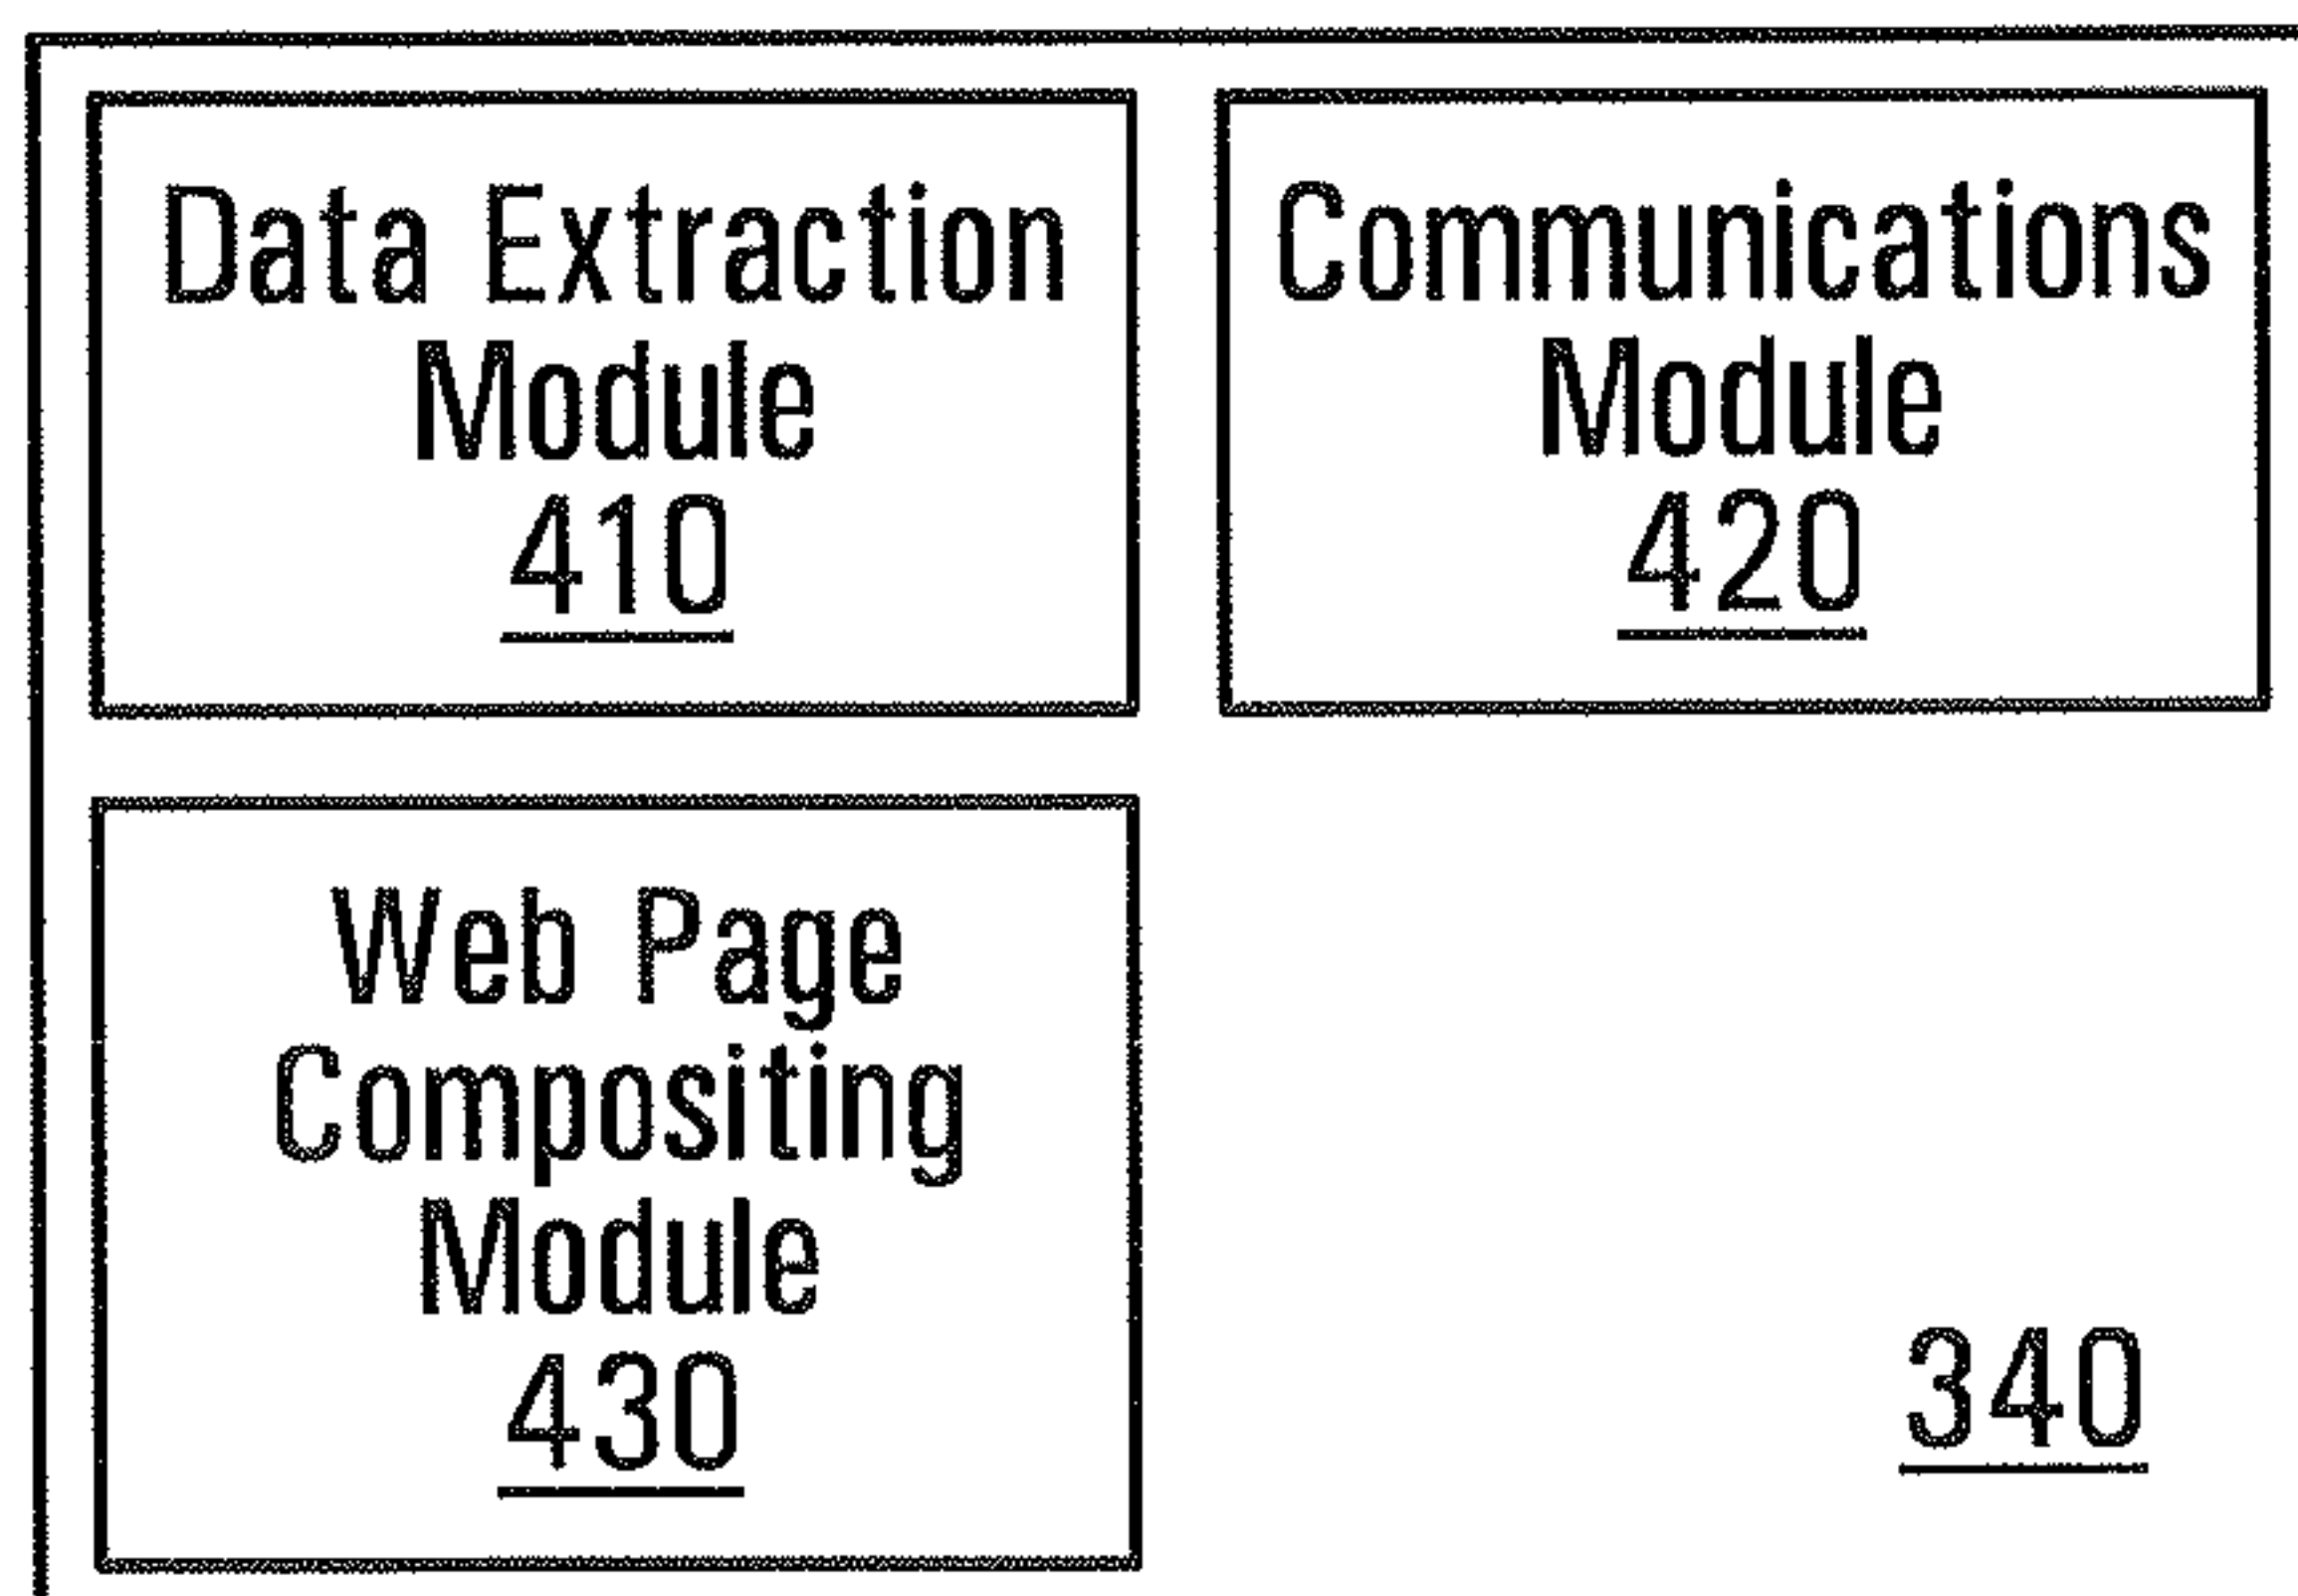 Data Extraction
Module
410
Communications
Module
420
Web Page
Compositing
Module
430
340